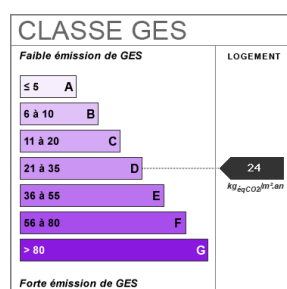 CLASSE GES
Faible émission de GES
LOGEMENT
≤ 5 A
6 à 10 B
11 à 20 C
21 à 35 D
24
kgéqCO2/m².an
36 à 55 E
56 à 80 F
> 80 G
Forte émission de GES